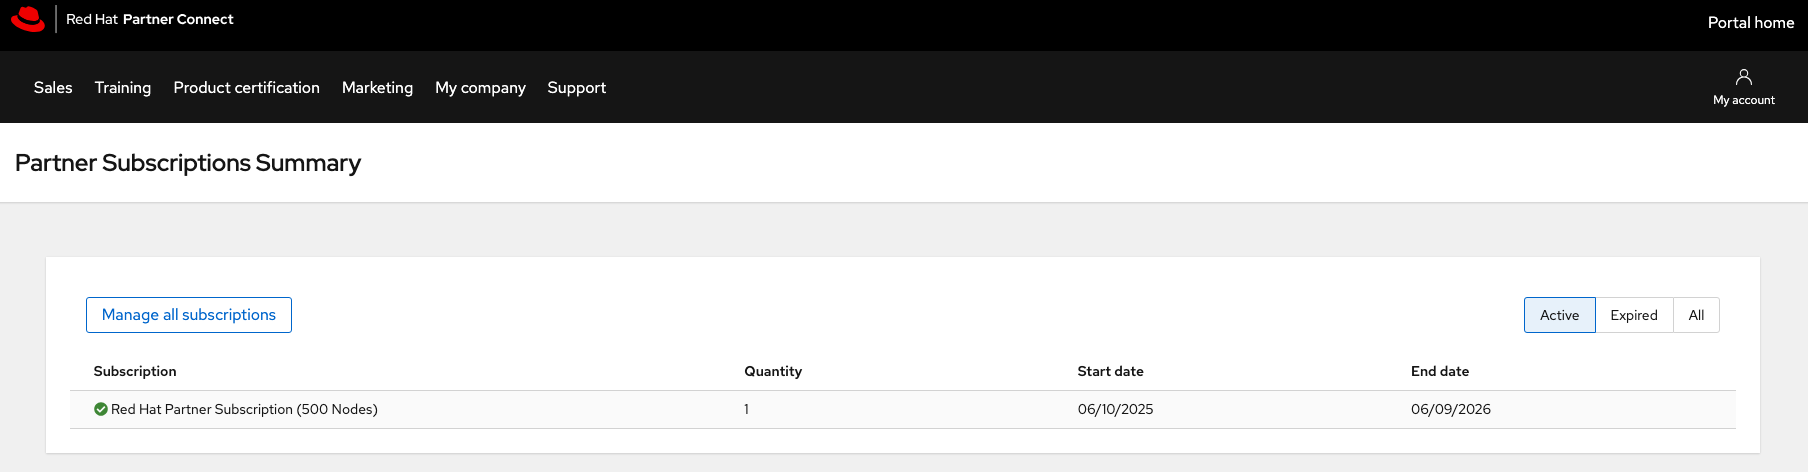 Red Hat Partner Connect
Portal home
Sales Training Product certification Marketing My company Support
My account
Partner Subscriptions Summary
Manage all subscriptions
Active Expired All
Subscription Quantity Start date End date
Red Hat Partner Subscription (500 Nodes) 1 06/10/2025 06/09/2026